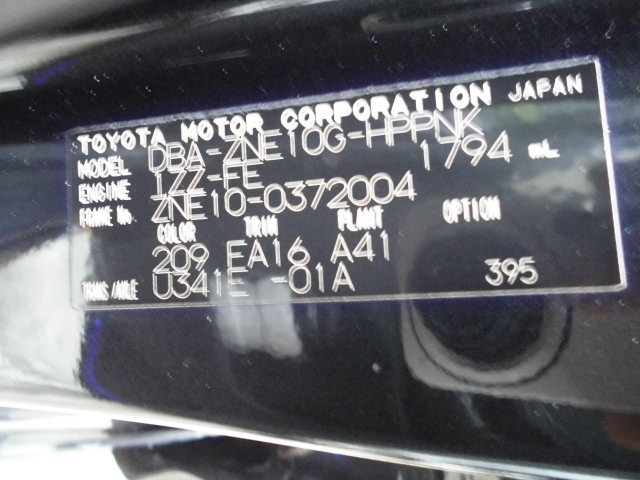 TOYOTA MOTOR CORPORATION JAPAN
MODEL DBA-ZNE10G-HPPNK
ENGINE 1ZZ-FE 1794 mL
FRAME No ZNE10-0372004
COLOR TRIM PLANT OPTION
209 EA16 A41
TRANS/AXLE U341E -01A 395